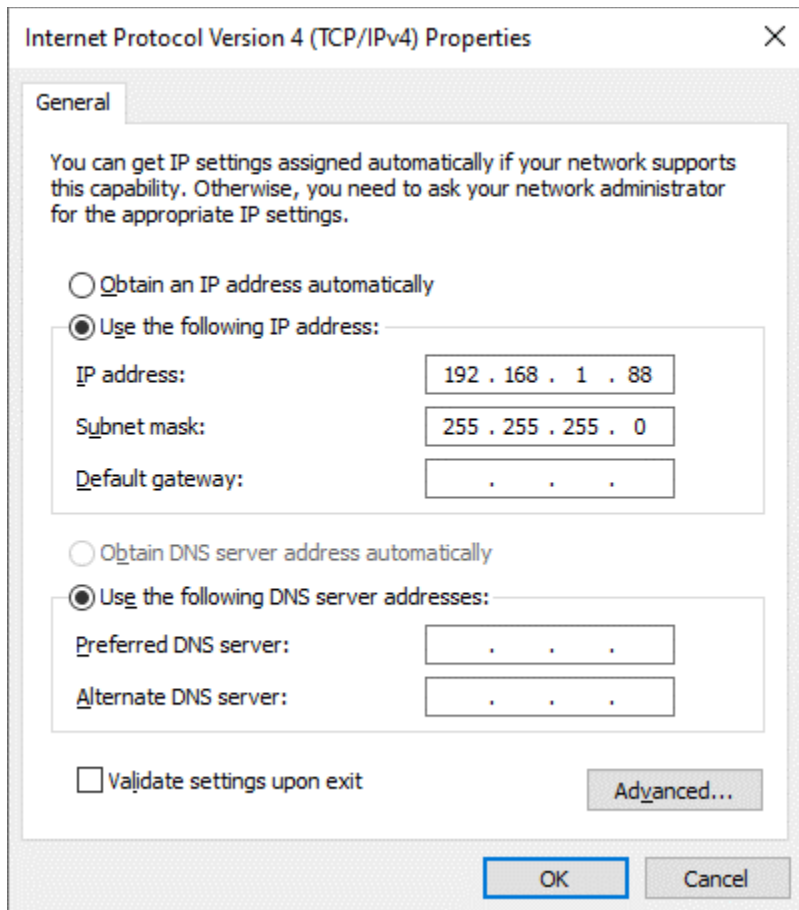 Internet Protocol Version 4 (TCP/IPv4) Properties
General
You can get IP settings assigned automatically if your network supports
this capability. Otherwise, you need to ask your network administrator
for the appropriate IP settings.
Obtain an IP address automatically
Use the following IP address:
IP address: 192 . 168 . 1 . 88
Subnet mask: 255 . 255 . 255 . 0
Default gateway: . . .
Obtain DNS server address automatically
Use the following DNS server addresses:
Preferred DNS server: . . .
Alternate DNS server: . . .
Validate settings upon exit
Advanced...
OK Cancel